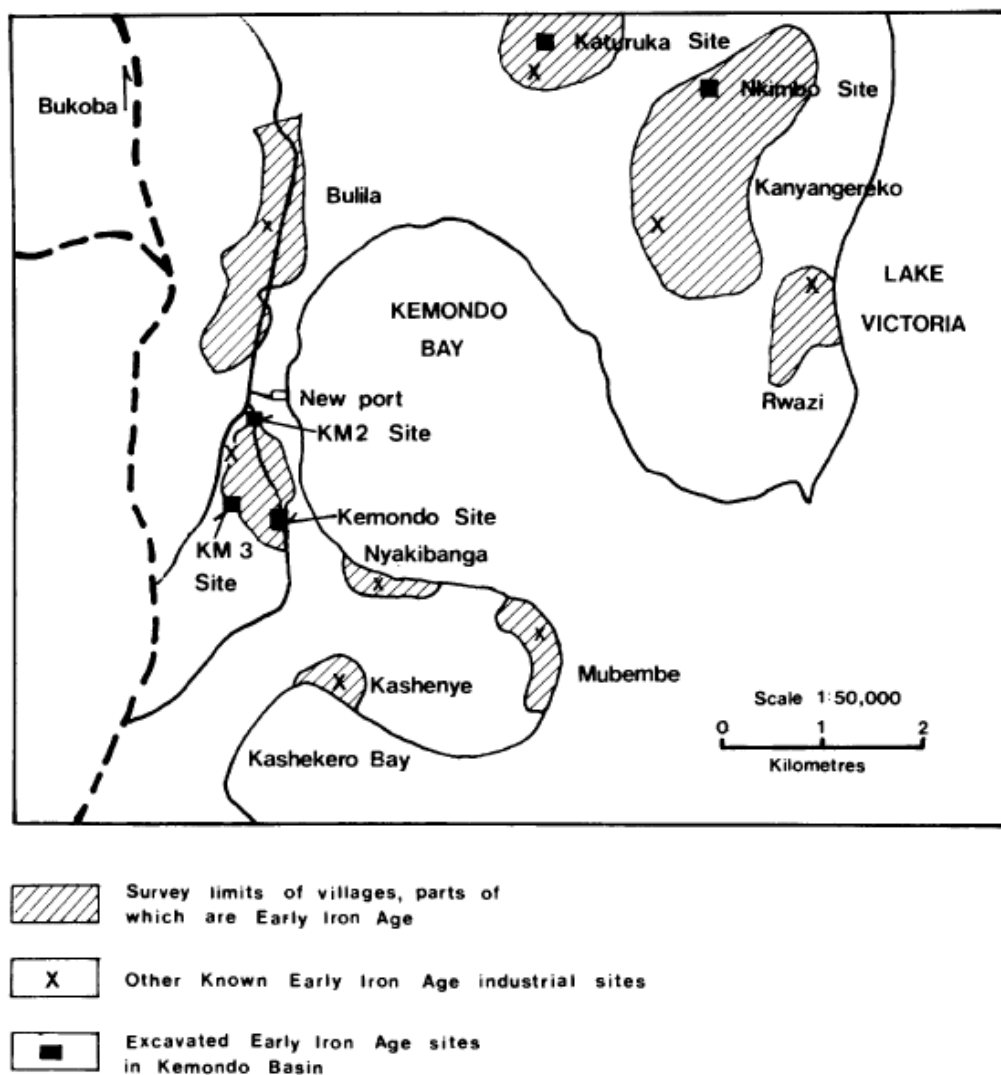 Katuruka Site
Nkimbo Site
Bukoba
Bulila
Kanyangereko
KEMONDO
BAY
LAKE
VICTORIA
New port
Rwazi
KM2 Site
Kemondo Site
KM 3
Site
Nyakibanga
Kashenye
Mubembe
Kashekero Bay
Scale 1:50,000
0 1 2
Kilometres
X X X X X X X X
Survey limits of villages, parts of
which are Early Iron Age
X Other Known Early Iron Age industrial sites
Excavated Early Iron Age sites
in Kemondo Basin